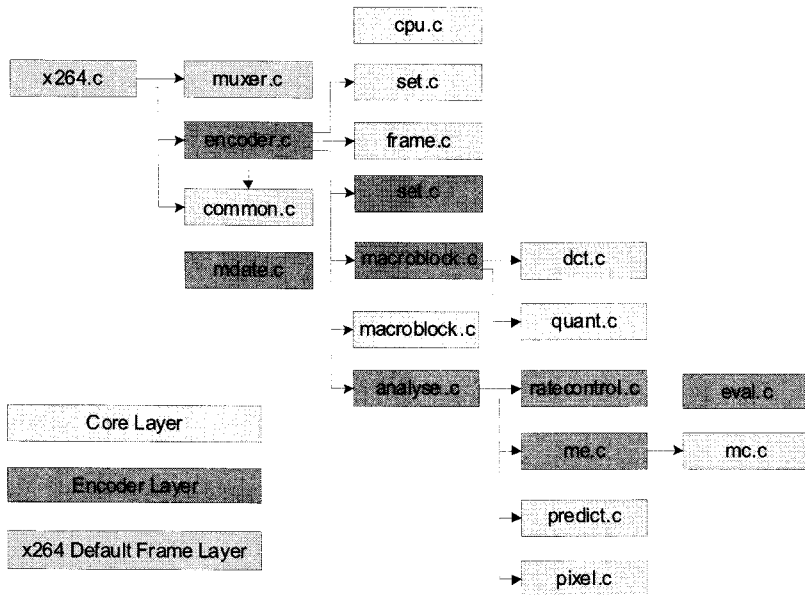 cpu.c
x264.c
muxer.c
set.c
encoder.c
frame.c
common.c
set.c
mdate.c
macroblock.c
dct.c
macroblock.c
quant.c
analyse.c
ratecontrol.c
eval.c
Core Layer
me.c
mc.c
Encoder Layer
predict.c
x264 Default Frame Layer
pixel.c